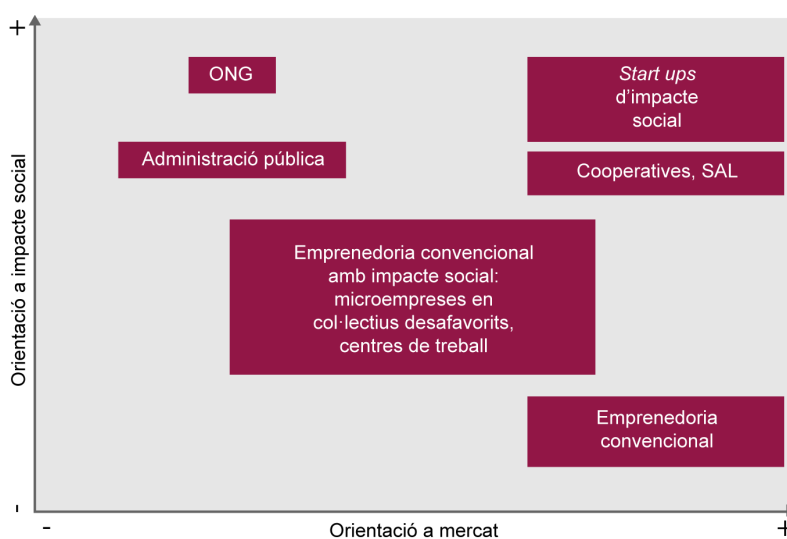 +
Orientació a impacte social
-
ONG
Start ups
d’impacte
social
Administració pública
Cooperatives, SAL
Emprenedoria convencional
amb impacte social:
microempreses en
col·lectius desafavorits,
centres de treball
Emprenedoria
convencional
-
Orientació a mercat
+